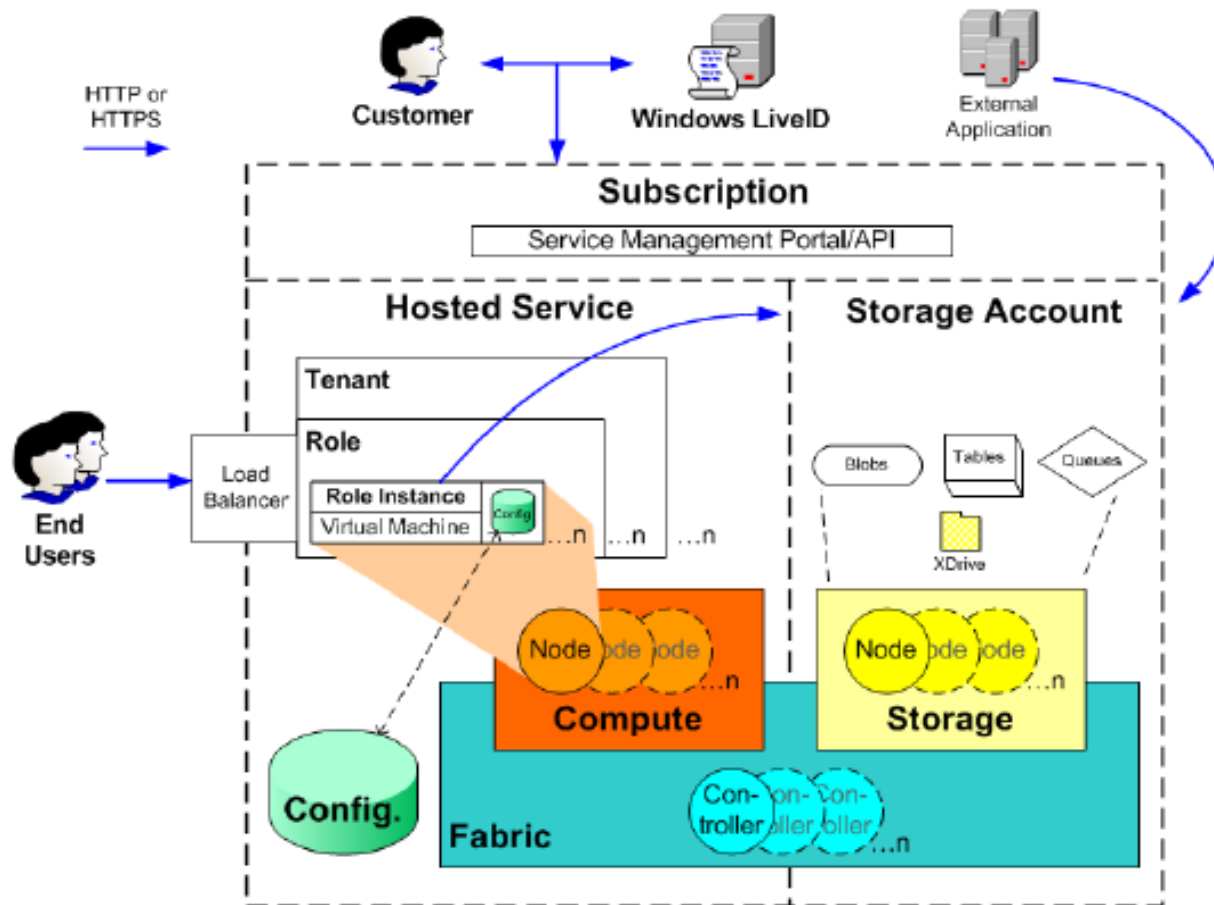 HTTP or
HTTPS
Customer
Windows LiveID
External
Application
Subscription
Service Management Portal/API
Hosted Service
Storage Account
Tenant
Role
Load
Balancer
Role Instance
Virtual Machine
Config.
...n
...n
...n
End
Users
Blobs
Tables
Queues
XDrive
Node
ode
ode
...n
Compute
Node
ode
ode
...n
Storage
Config.
Con-
troller
on-
oller
Con-
oller
...n
Fabric